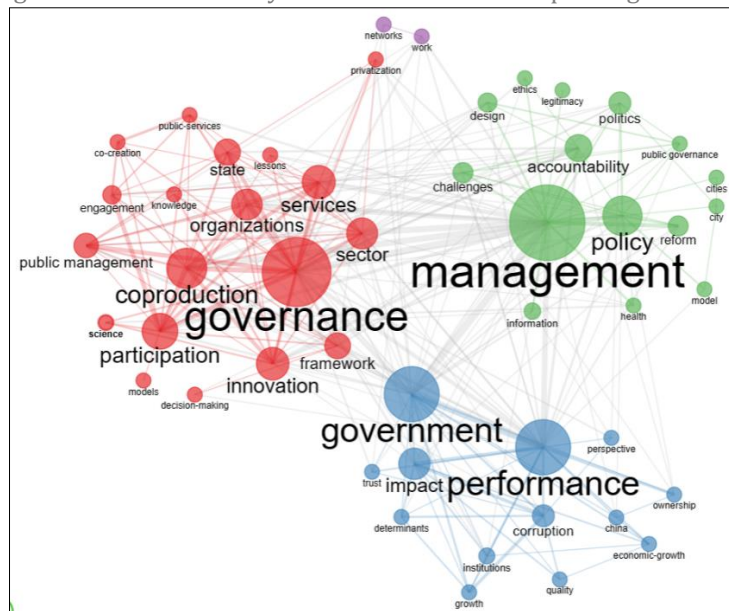 networks
work
privatization
ethics
legitimacy
design
politics
public-services
co-creation
state
lessons
accountability
public governance
challenges
cities
engagement
knowledge
services
organizations
city
policy
reform
public management
sector
management
coproduction
governance
model
health
information
science
participation
framework
innovation
models
decision-making
government
perspective
trust
impact
performance
ownership
determinants
corruption
china
economic-growth
institutions
quality
growth